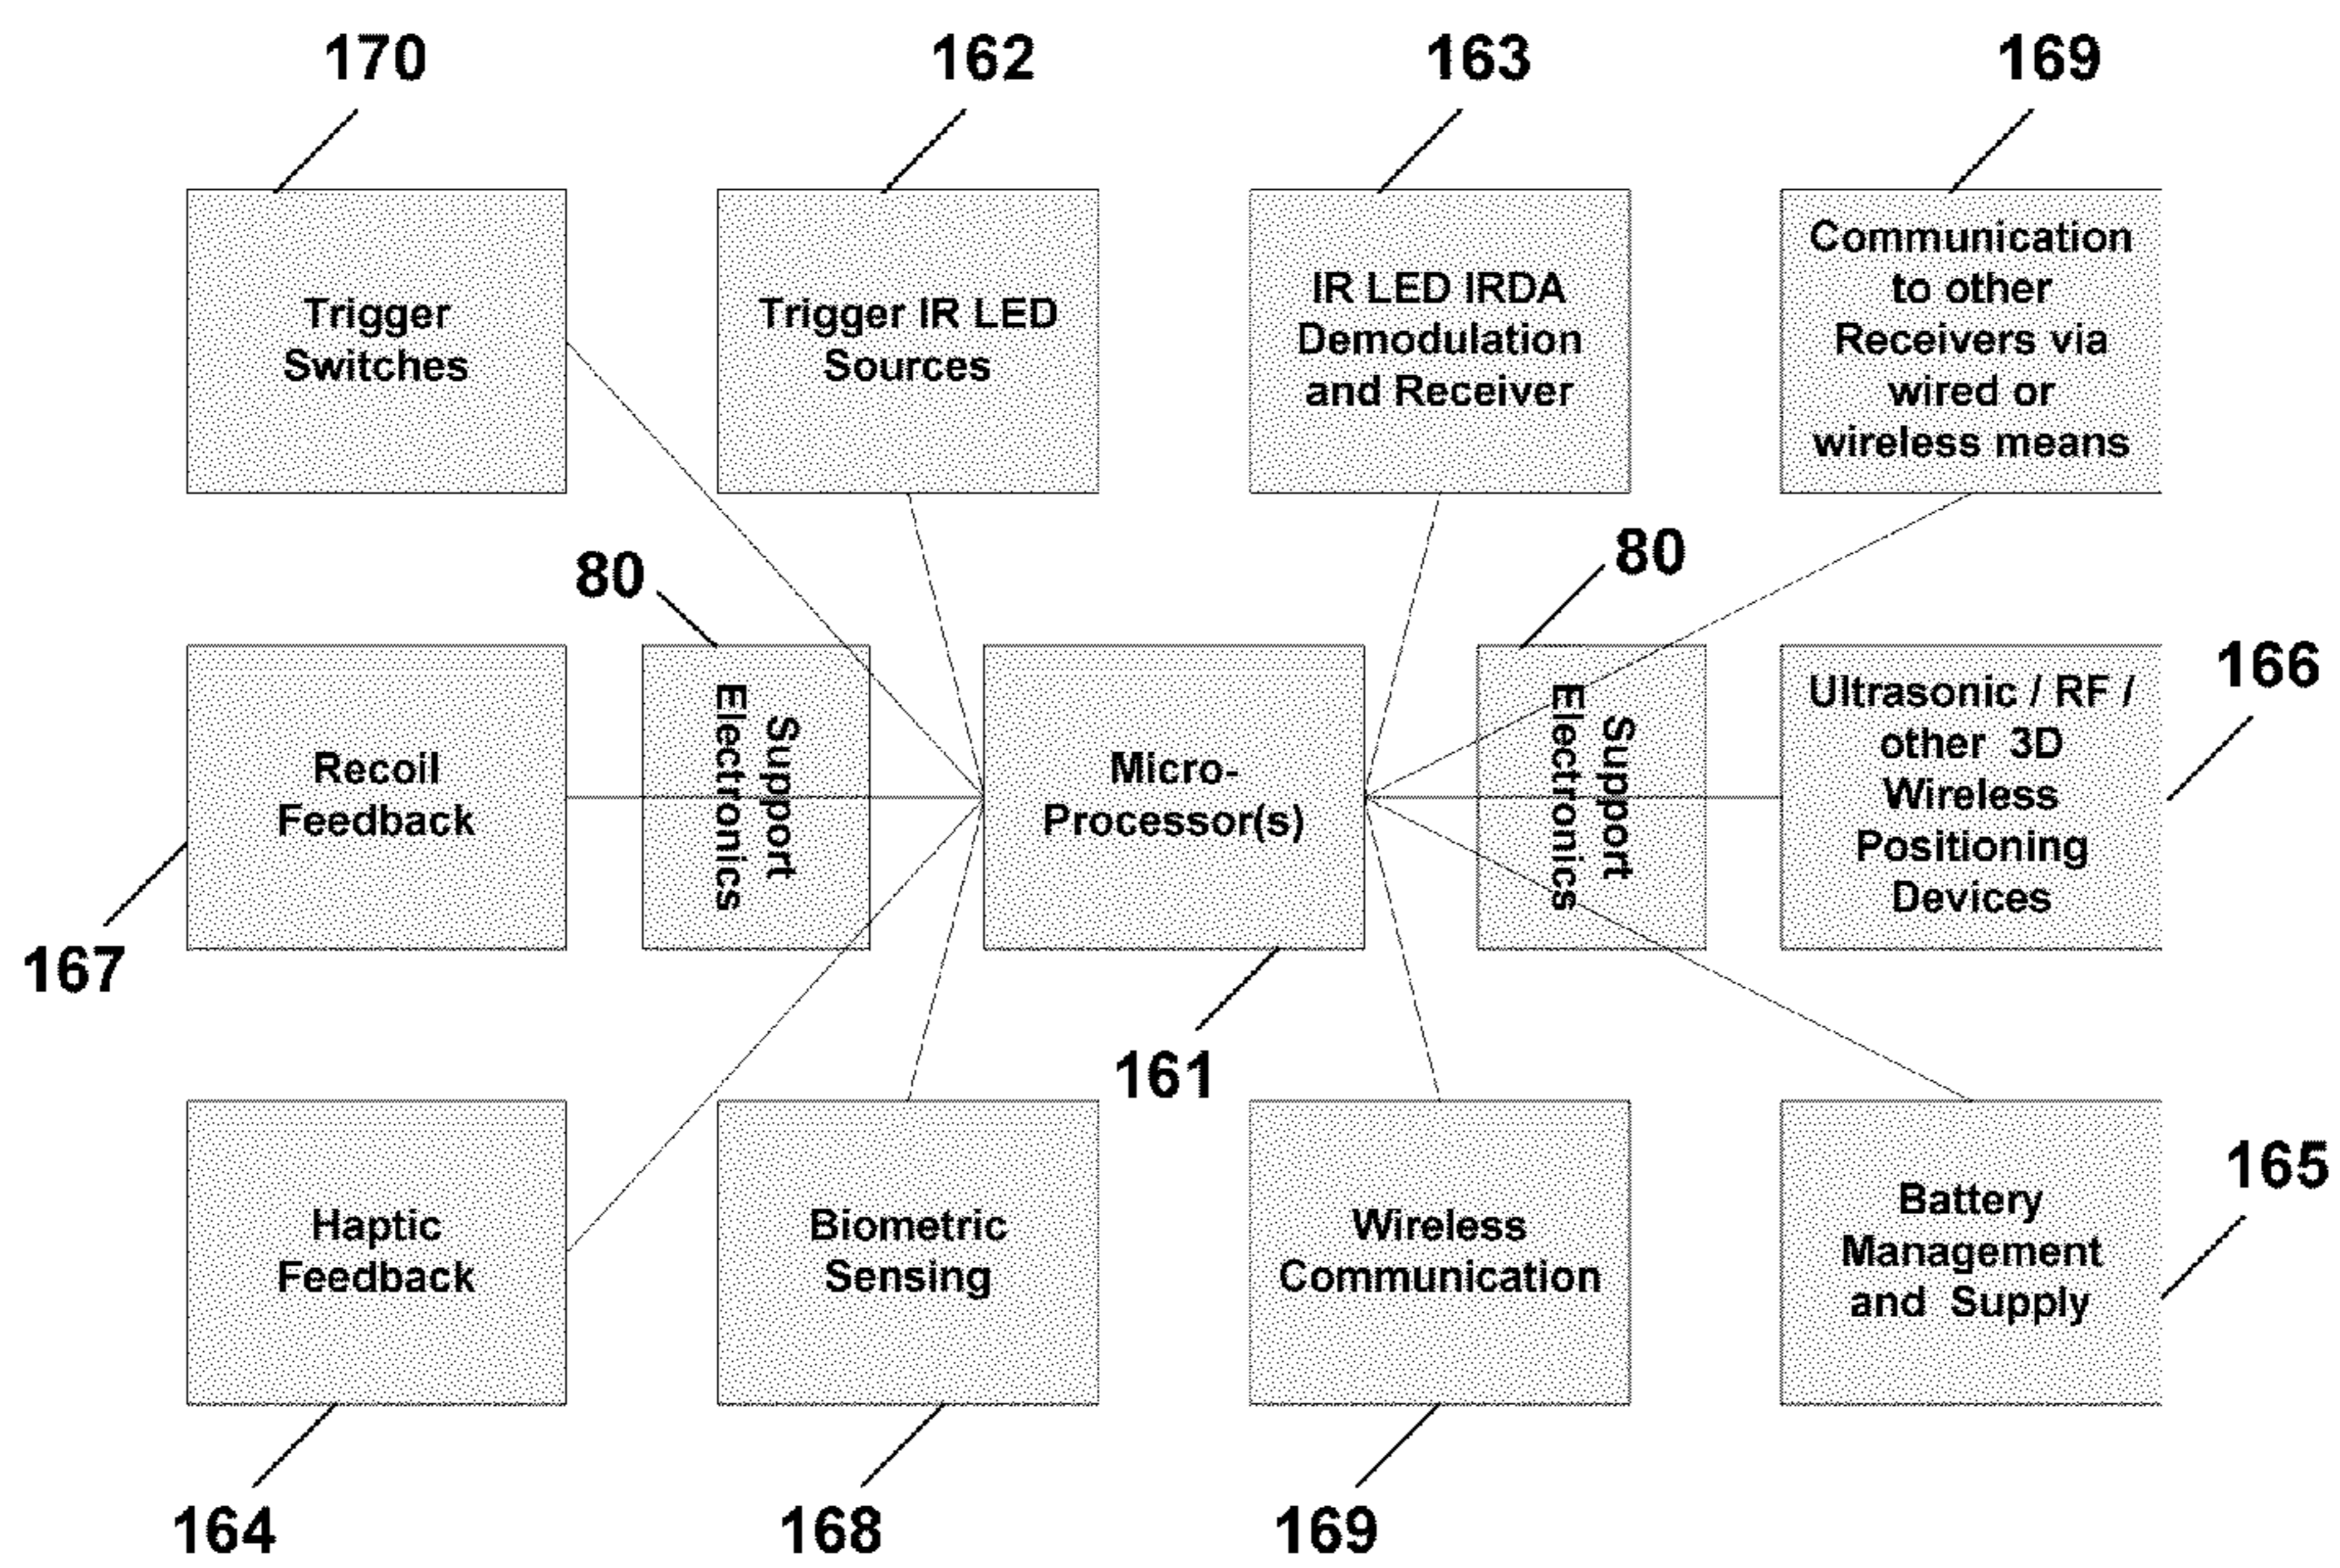 170
162
163
169
Trigger
Switches
Trigger IR LED
Sources
IR LED IRDA
Demodulation
and Receiver
Communication
to other
Receivers via
wired or
wireless means
80
80
Recoil
Feedback
167
Support
Electronics
Micro-
Processor(s)
161
Support
Electronics
Ultrasonic / RF /
other 3D
Wireless
Positioning
Devices
166
Haptic
Feedback
164
Biometric
Sensing
168
Wireless
Communication
169
Battery
Management
and Supply
165